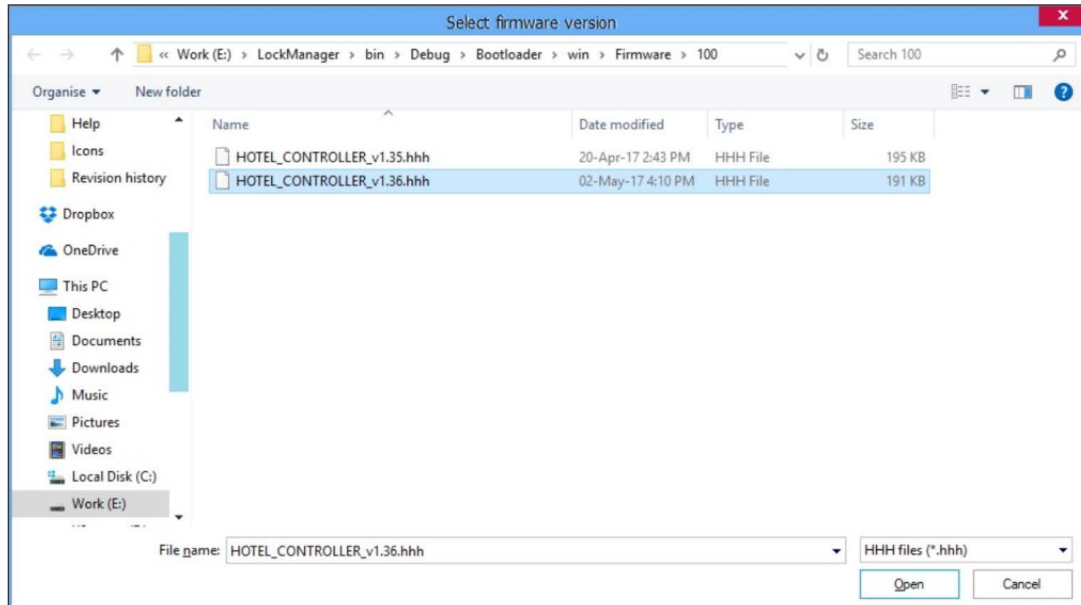 Select firmware version
x
« Work (E:) › LockManager › bin › Debug › Bootloader › win › Firmware › 100
Search 100
Organise
New folder
?
Help
Icons
Revision history
Dropbox
OneDrive
This PC
Desktop
Documents
Downloads
Music
Pictures
Videos
Local Disk (C:)
Work (E:)
Name Date modified Type Size
HOTEL_CONTROLLER_v1.35.hhh 20-Apr-17 2:43 PM HHH File 195 KB
HOTEL_CONTROLLER_v1.36.hhh 02-May-17 4:10 PM HHH File 191 KB
File name: HOTEL_CONTROLLER_v1.36.hhh
HHH files (*.hhh)
Open
Cancel